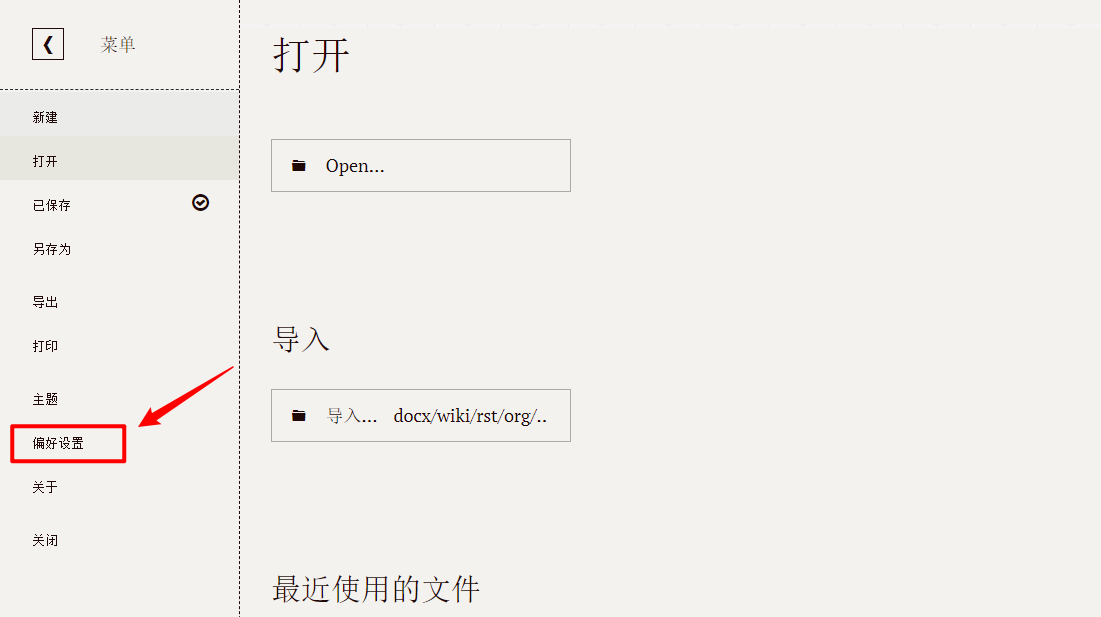 菜单
新建
打开
已保存
另存为
导出
打印
主题
偏好设置
关于
关闭
打开
Open...
导入
导入... docx/wiki/rst/org/..
最近使用的文件